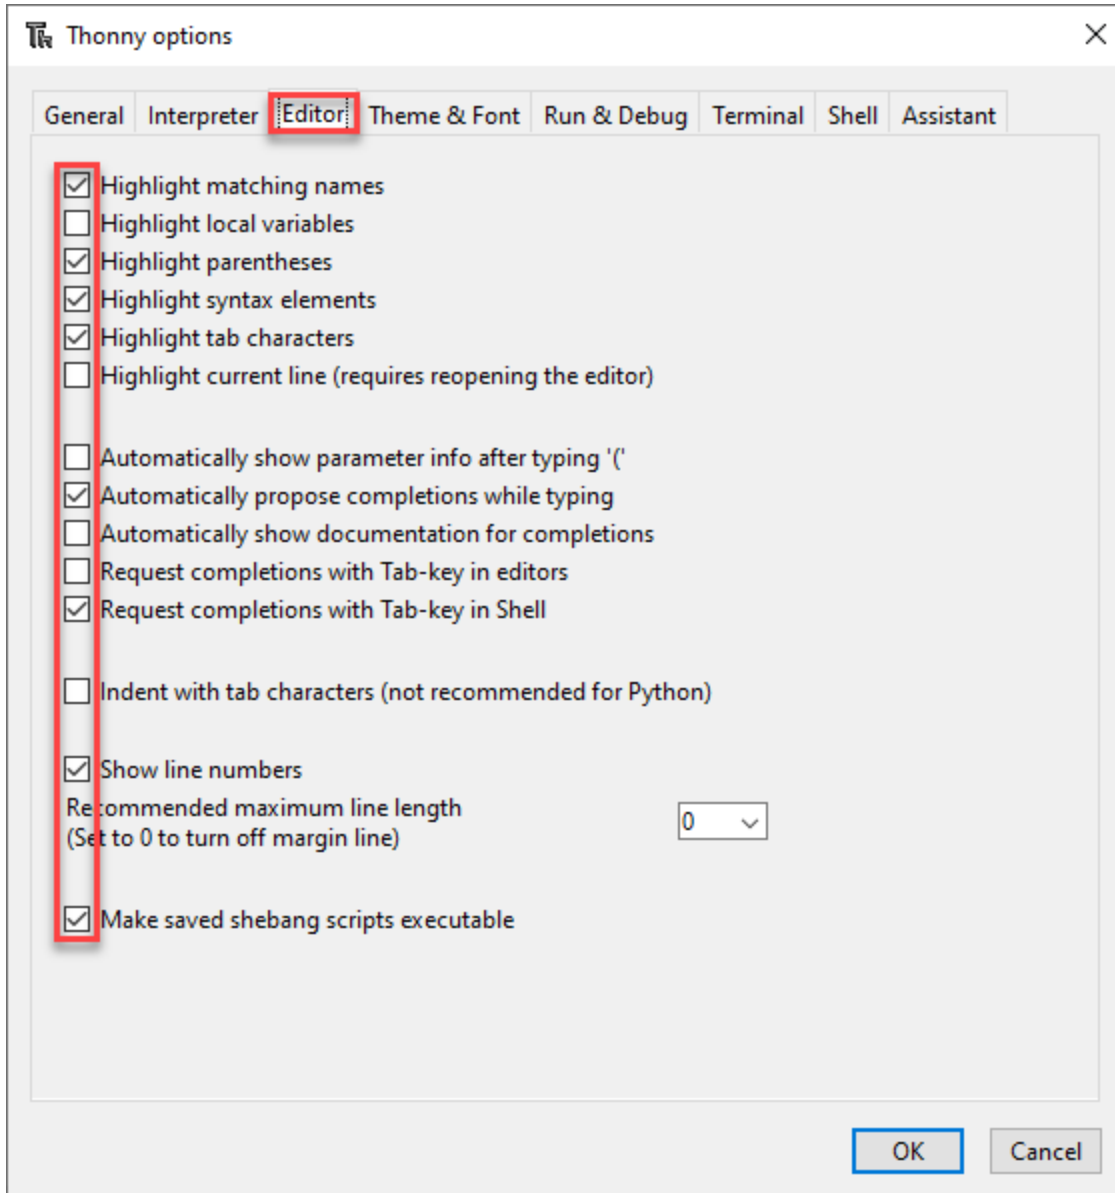 Thonny options
General Interpreter Editor Theme & Font Run & Debug Terminal Shell Assistant
Highlight matching names
Highlight local variables
Highlight parentheses
Highlight syntax elements
Highlight tab characters
Highlight current line (requires reopening the editor)
Automatically show parameter info after typing '('
Automatically propose completions while typing
Automatically show documentation for completions
Request completions with Tab-key in editors
Request completions with Tab-key in Shell
Indent with tab characters (not recommended for Python)
Show line numbers
Recommended maximum line length
(Set to 0 to turn off margin line)
0
Make saved shebang scripts executable
OK Cancel